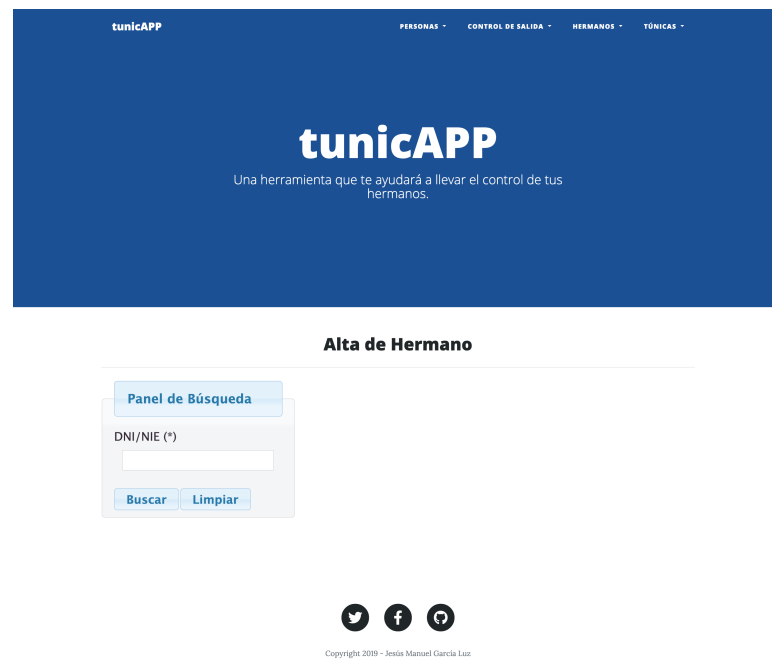 tunicAPP
PERSONAS CONTROL DE SALIDA HERMANOS TÚNICAS
tunicAPP
Una herramienta que te ayudará a llevar el control de tus
hermanos.
Alta de Hermano
Panel de Búsqueda
DNI/NIE (*)
Buscar Limpiar
Copyright 2019 - Jesús Manuel García Luz